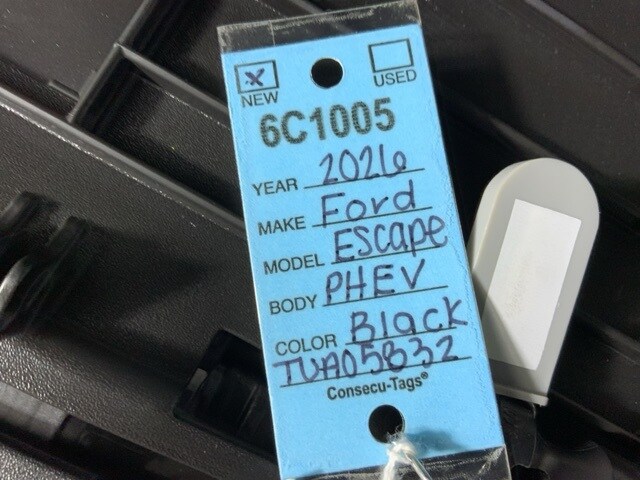 X
NEW USED
6C1005
YEAR 2026
MAKE Ford
MODEL Escape
BODY PHEV
COLOR Black
TUA05832
Consecu-Tags®